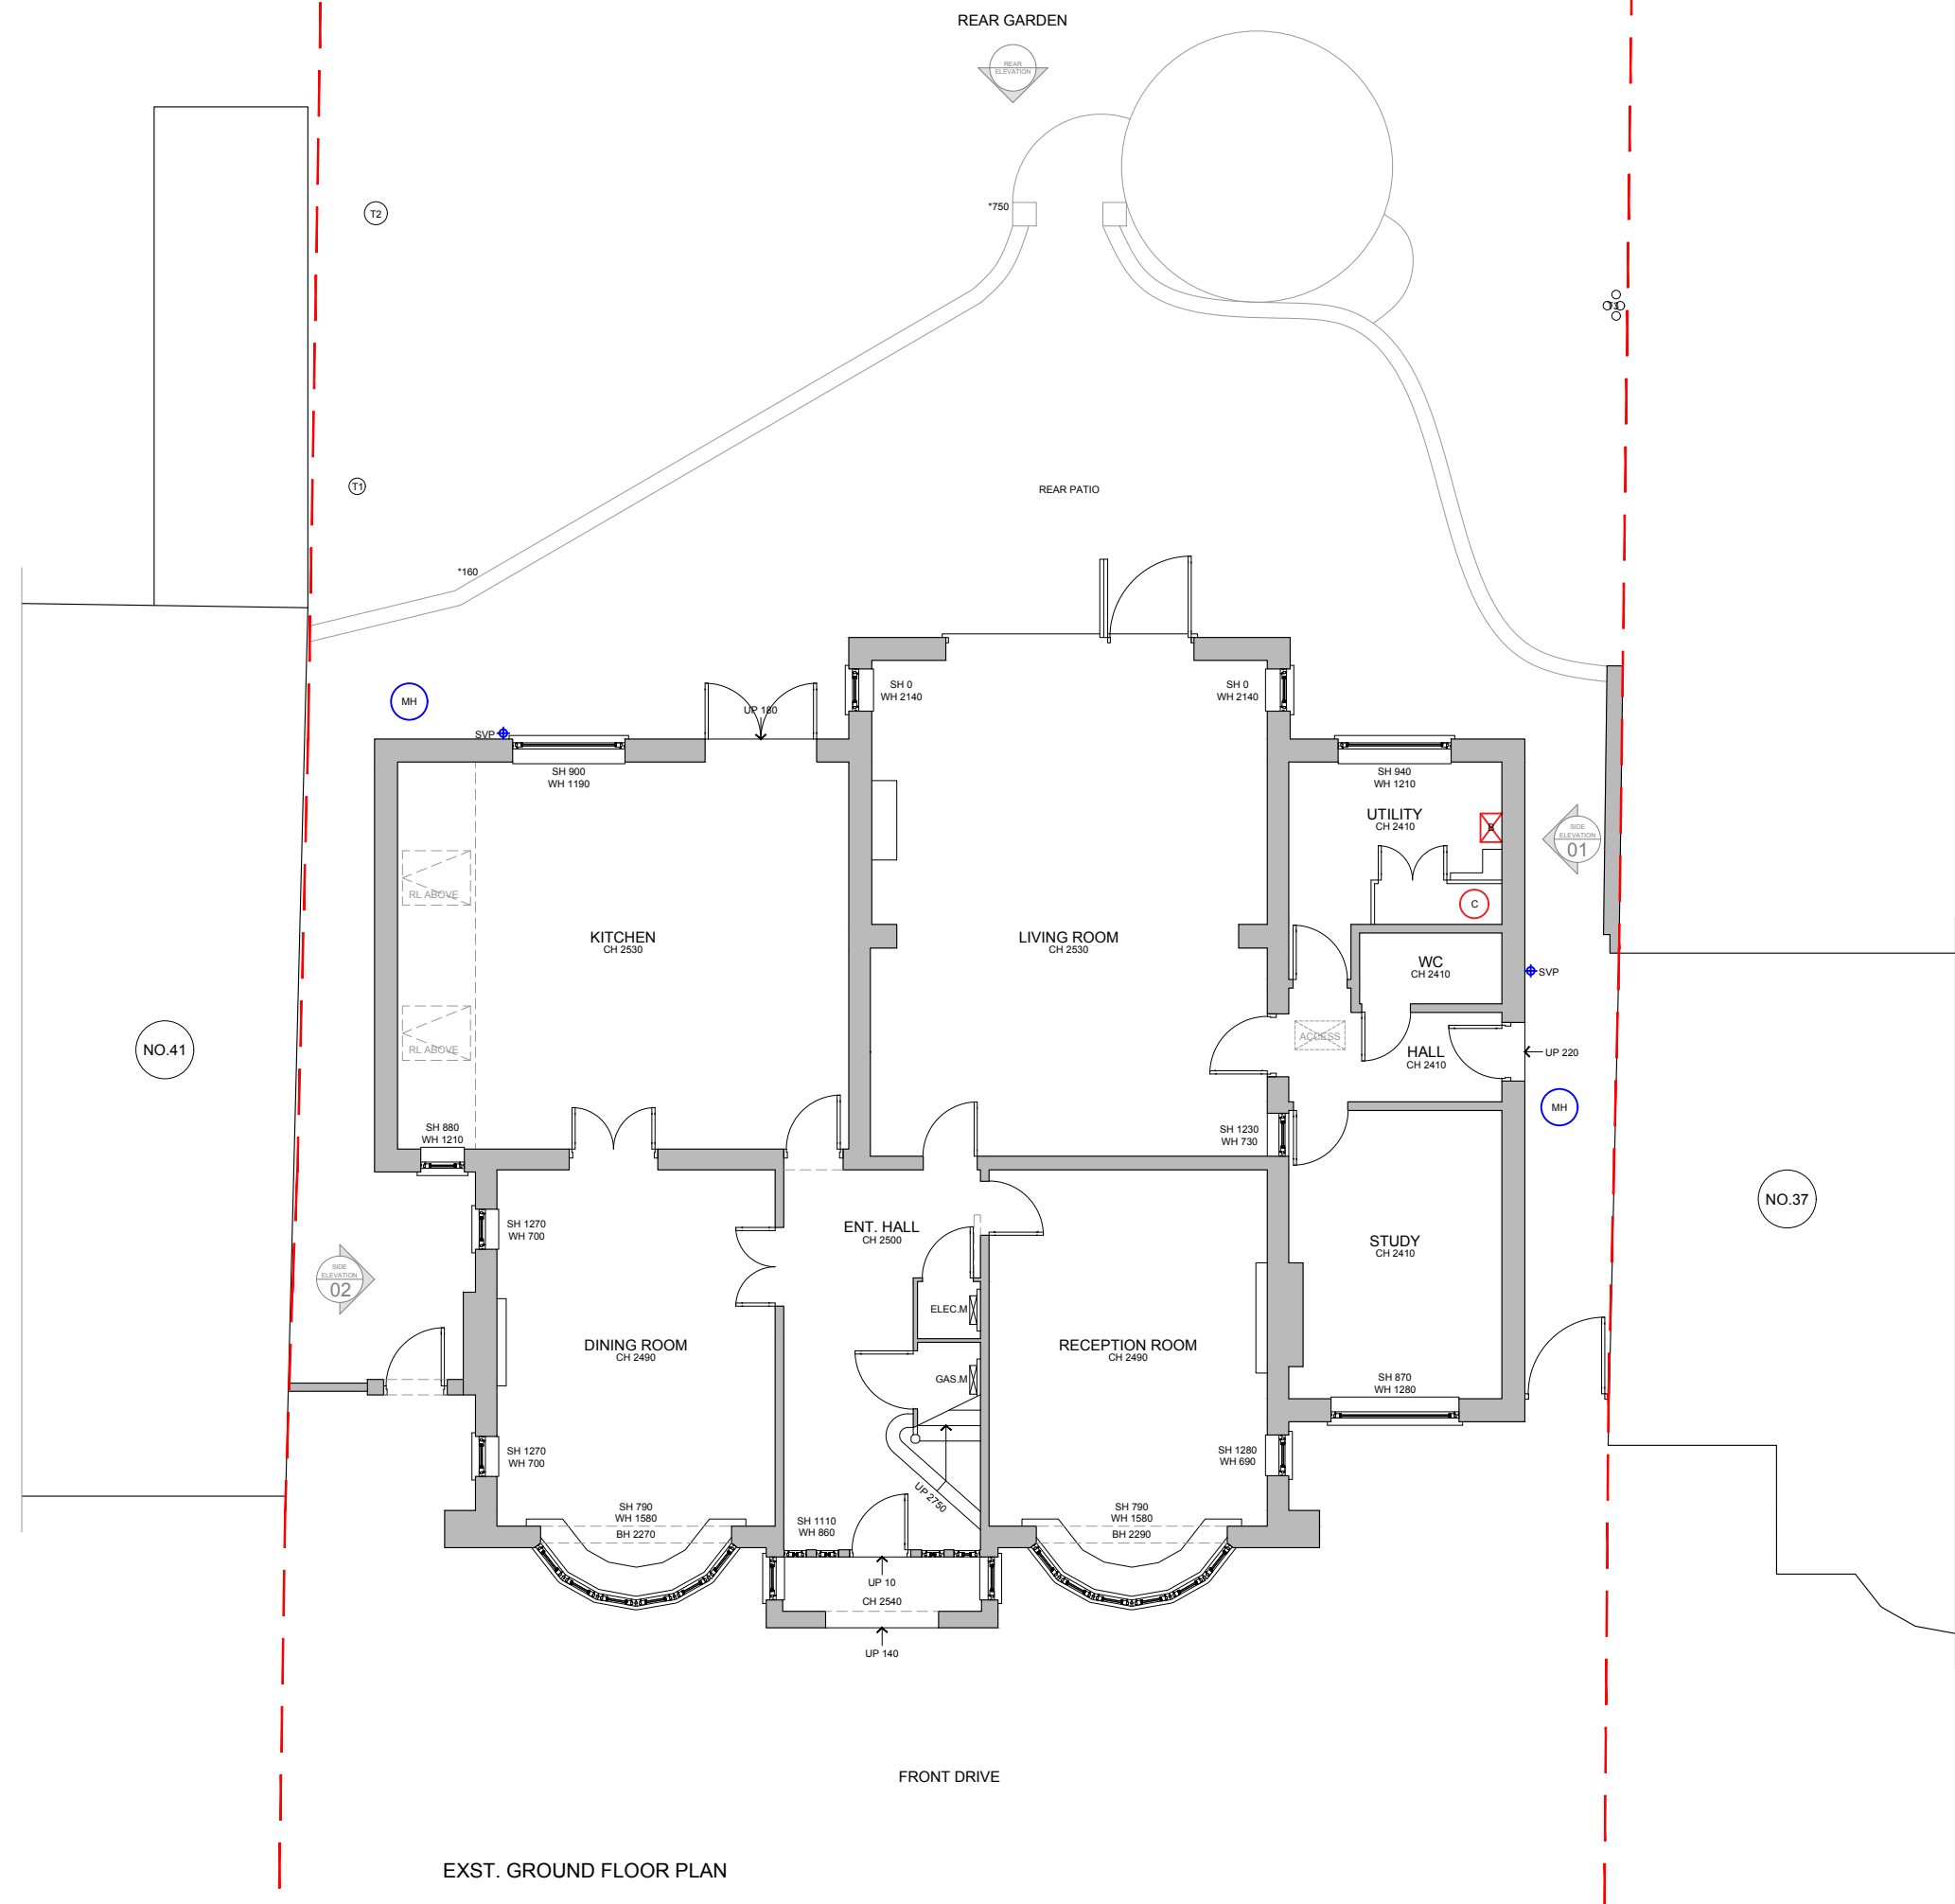 REAR GARDEN
REAR
ELEVATION
T2
*750
T3
T1
REAR PATIO
*160
SH 0
WH 2140
SH 0
WH 2140
MH
UP 180
SVP
SH 900
WH 1190
SH 940
WH 1210
UTILITY
CH 2410
B
SIDE
ELEVATION
01
RL ABOVE
C
KITCHEN
CH 2530
LIVING ROOM
CH 2530
WC
CH 2410
SVP
NO.41
RL ABOVE
ACCESS
HALL
CH 2410
UP 220
MH
SH 880
WH 1210
SH 1230
WH 730
NO.37
SH 1270
WH 700
ENT. HALL
CH 2500
STUDY
CH 2410
SIDE
ELEVATION
02
ELEC.M
DINING ROOM
CH 2490
RECEPTION ROOM
CH 2490
GAS.M
SH 870
WH 1280
SH 1270
WH 700
SH 1280
WH 690
UP 2750
SH 790
WH 1580
BH 2270
SH 1110
WH 860
SH 790
WH 1580
BH 2290
UP 10
CH 2540
UP 140
FRONT DRIVE
EXST. GROUND FLOOR PLAN